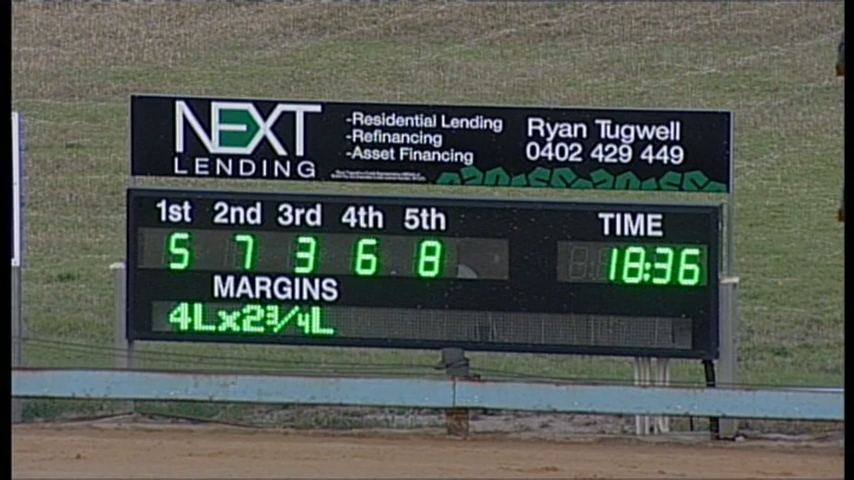 NEXT
LENDING
-Residential Lending
-Refinancing
-Asset Financing
Ryan Tugwell
0402 429 449
1st 2nd 3rd 4th 5th TIME
5 7 3 6 8 18:36
MARGINS
4Lx2¾L